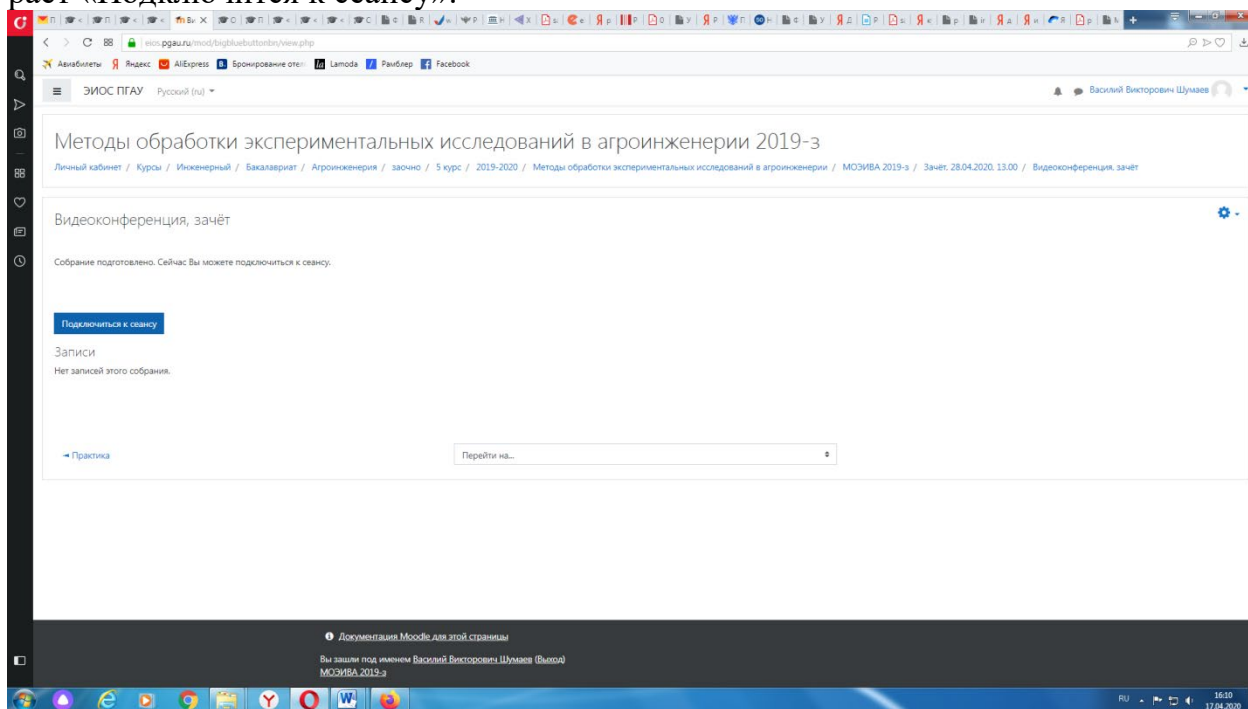 раст «Подключится к сеансу».
eios.pgau.ru/mod/bigbluebuttonbn/view.php
Авиабилеты Яндекс AliExpress Бронирование отел Lamoda Рамблер Facebook
ЭИОС ПГАУ Русский (ru) Василий Викторович Шумаев
Методы обработки экспериментальных исследований в агроинженерии 2019-з
Личный кабинет / Курсы / Инженерный / Бакалавриат / Агроинженерия / заочно / 5 курс / 2019-2020 / Методы обработки экспериментальных исследований в агроинженерии / МОЭИВА 2019-з / Зачёт. 28.04.2020. 13.00 / Видеоконференция, зачёт
Видеоконференция, зачёт
Собрание подготовлено. Сейчас Вы можете подключиться к сеансу.
Подключиться к сеансу
Записи
Нет записей этого собрания.
◄ Практика Перейти на...
Документация Moodle для этой страницы
Вы зашли под именем Василий Викторович Шумаев (Выход)
МОЭИВА 2019-з
RU 16:10
17.04.2020